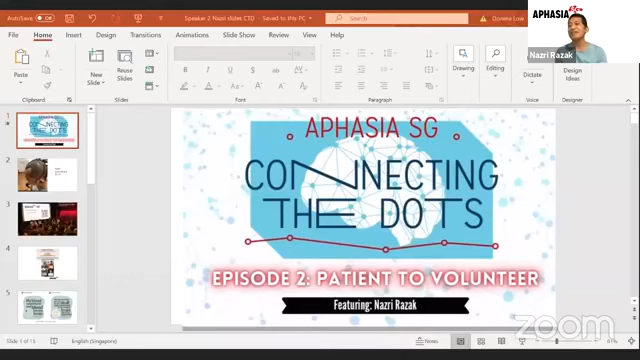 AutoSave
Off
Speaker 2 Nazri slides CTD - Saved to this PC
Search
APHASIA SG
Nazri Razak
File
Home
Insert
Draw
Design
Transitions
Animations
Slide Show
Review
View
Paste
New
Slide
Reuse
Slides
Drawing
Editing
Dictate
Design
Ideas
Clipboard
Slides
Font
Paragraph
Voice
Designer
1
2
3
4
5
APHASIA SG
CONNECTING
THE DOTS
EPISODE 2: PATIENT TO VOLUNTEER
Featuring: Nazri Razak
zoom
Slide 1 of 15
English (Singapore)
Notes
61%